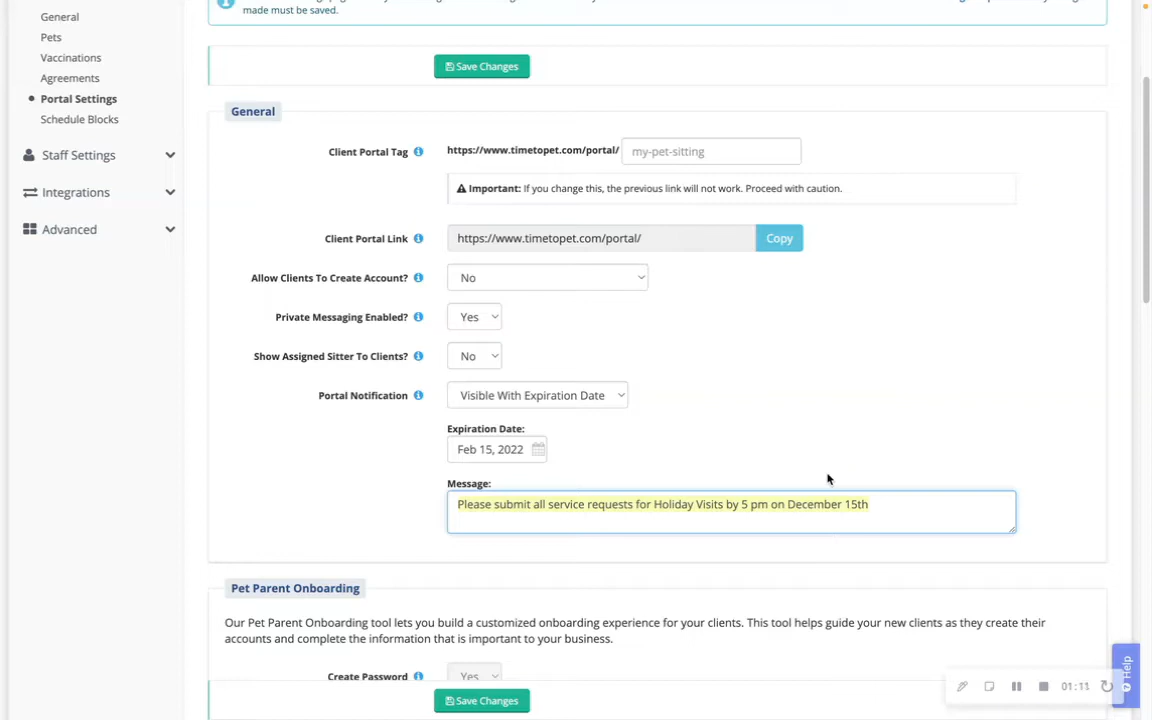 made must be saved.
General
Pets
Vaccinations
Agreements
Portal Settings
Schedule Blocks
Staff Settings
Integrations
Advanced
Save Changes
General
Client Portal Tag
https://www.timetopet.com/portal/
my-pet-sitting
Important: If you change this, the previous link will not work. Proceed with caution.
Client Portal Link
https://www.timetopet.com/portal/
Copy
Allow Clients To Create Account?
No
Private Messaging Enabled?
Yes
Show Assigned Sitter To Clients?
No
Portal Notification
Visible With Expiration Date
Expiration Date:
Feb 15, 2022
Message:
Please submit all service requests for Holiday Visits by 5 pm on December 15th
Pet Parent Onboarding
Our Pet Parent Onboarding tool lets you build a customized onboarding experience for your clients. This tool helps guide your new clients as they create their
accounts and complete the information that is important to your business.
Create Password
Yes
Save Changes
Help
01:11